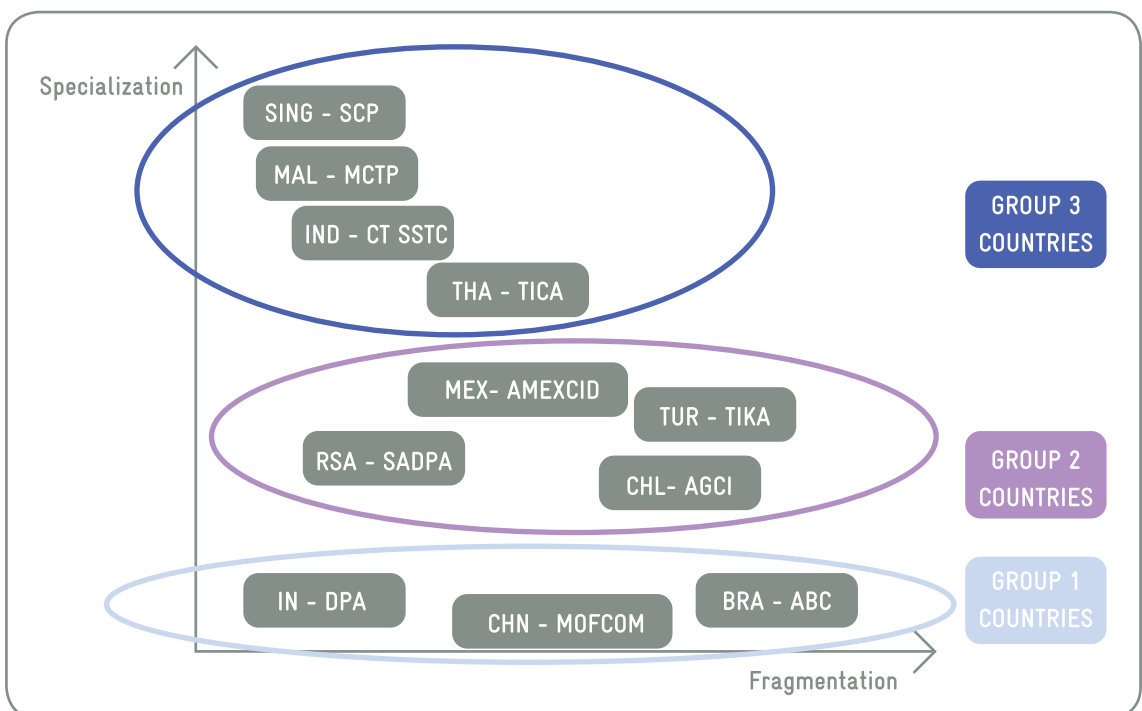 Specialization
SING - SCP
MAL - MCTP
IND - CT SSTC
THA - TICA
GROUP 3
COUNTRIES
MEX- AMEXCID
TUR - TIKA
RSA - SADPA
CHL- AGCI
GROUP 2
COUNTRIES
IN - DPA
CHN - MOFCOM
BRA - ABC
GROUP 1
COUNTRIES
Fragmentation